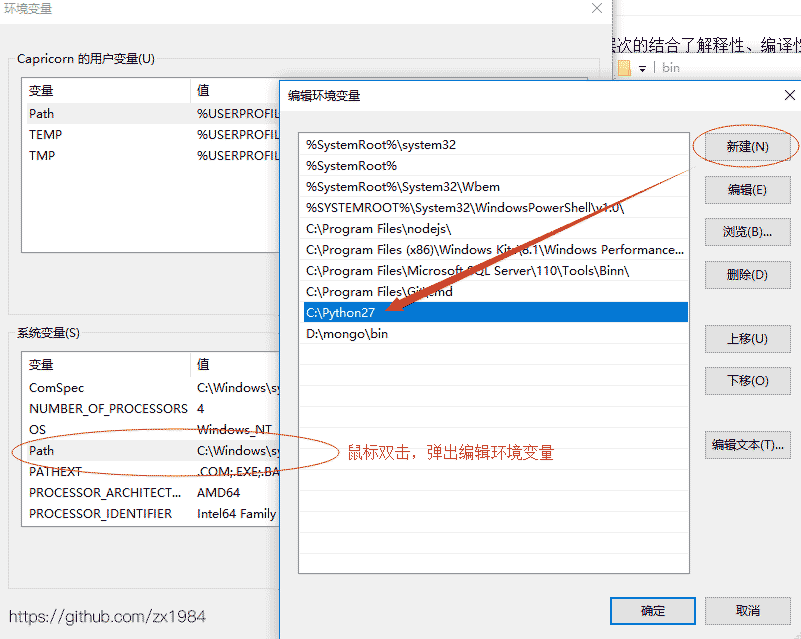 环境变量
层次的结合了解释性、编译性
bin
Capricorn 的用户变量(U)
变量 值
Path %USERPROFIL
TEMP %USERPROFIL
TMP %USERPROFIL
系统变量(S)
变量 值
ComSpec C:\Windows\sy
NUMBER_OF_PROCESSORS 4
OS Windows_NT
Path C:\Windows\sy
PATHEXT .COM;.EXE;.BA
PROCESSOR_ARCHITECT... AMD64
PROCESSOR_IDENTIFIER Intel64 Family
https://github.com/zx1984
编辑环境变量
%SystemRoot%\system32
%SystemRoot%
%SystemRoot%\System32\Wbem
%SYSTEMROOT%\System32\WindowsPowerShell\v1.0\
C:\Program Files\nodejs\
C:\Program Files (x86)\Windows Kits\8.1\Windows Performance...
C:\Program Files\Microsoft SQL Server\110\Tools\Binn\
C:\Program Files\Git\cmd
C:\Python27
D:\mongo\bin
新建(N)
编辑(E)
浏览(B)...
删除(D)
上移(U)
下移(O)
编辑文本(T)...
鼠标双击，弹出编辑环境变量
确定
取消